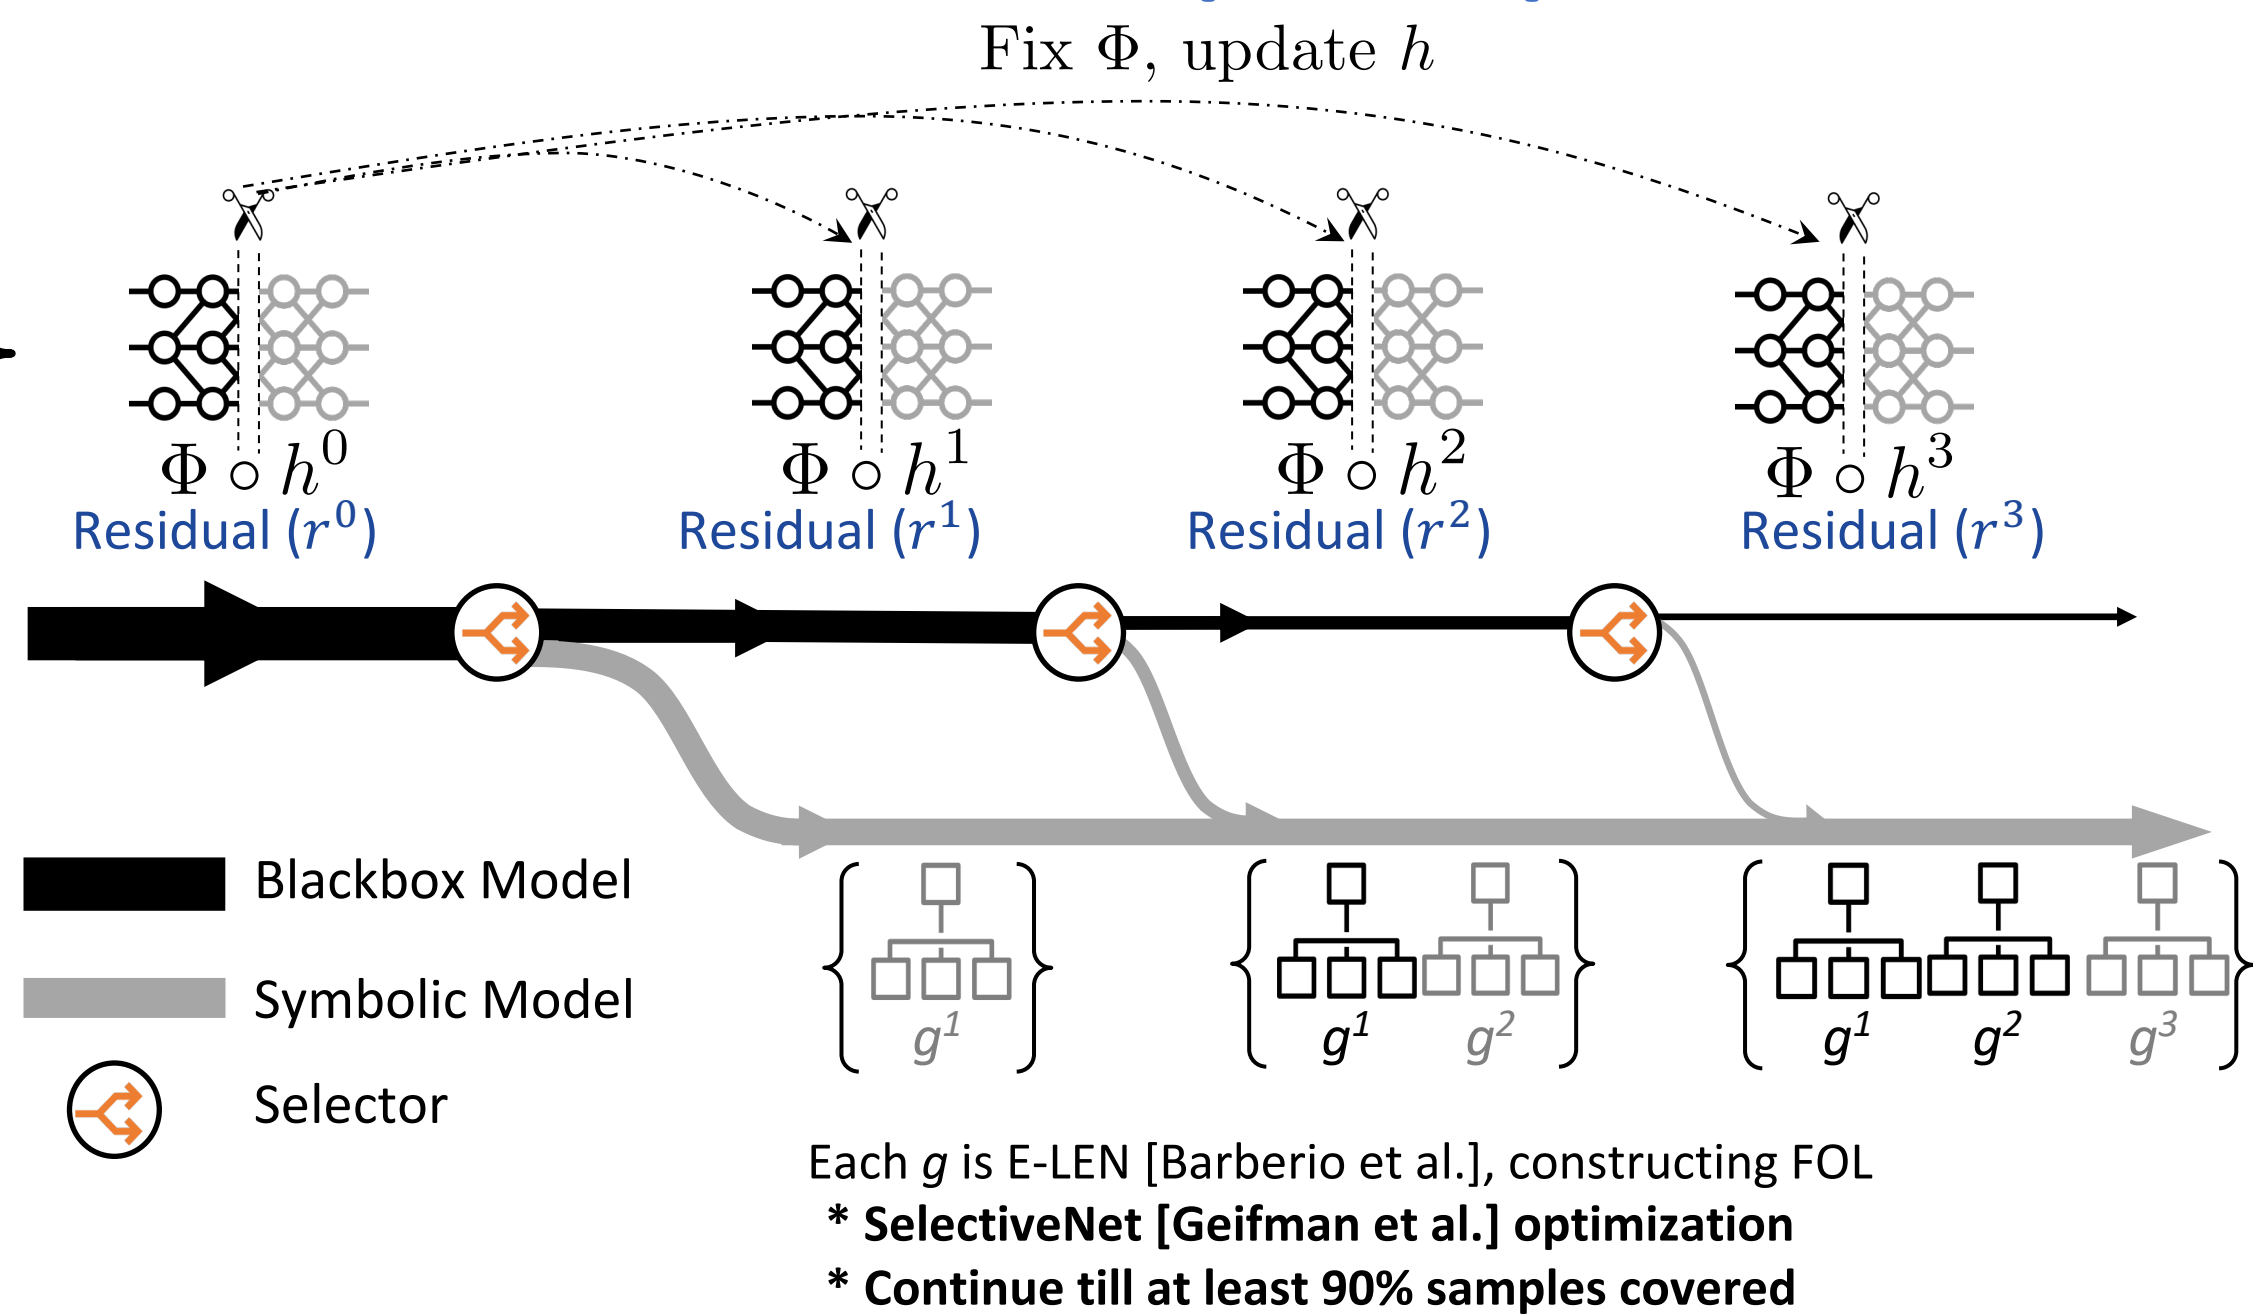 Fix Φ, update h
Φ ∘ h⁰ Φ ∘ h¹ Φ ∘ h² Φ ∘ h³
Residual (r⁰) Residual (r¹) Residual (r²) Residual (r³)
Blackbox Model
Symbolic Model
Selector
g¹ g¹ g² g¹ g² g³
Each g is E-LEN [Barberio et al.], constructing FOL
* SelectiveNet [Geifman et al.] optimization
* Continue till at least 90% samples covered